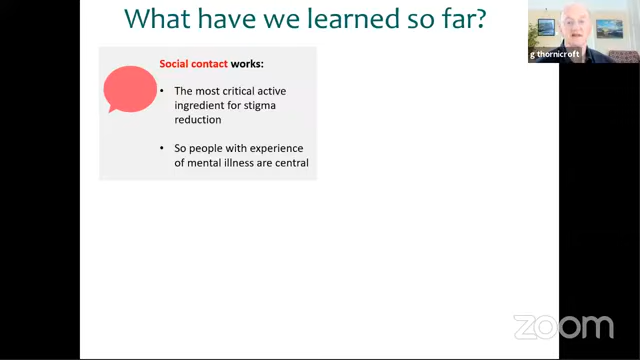 What have we learned so far?
Social contact works:
• The most critical active
ingredient for stigma
reduction
• So people with experience
of mental illness are central
g thornicroft
zoom